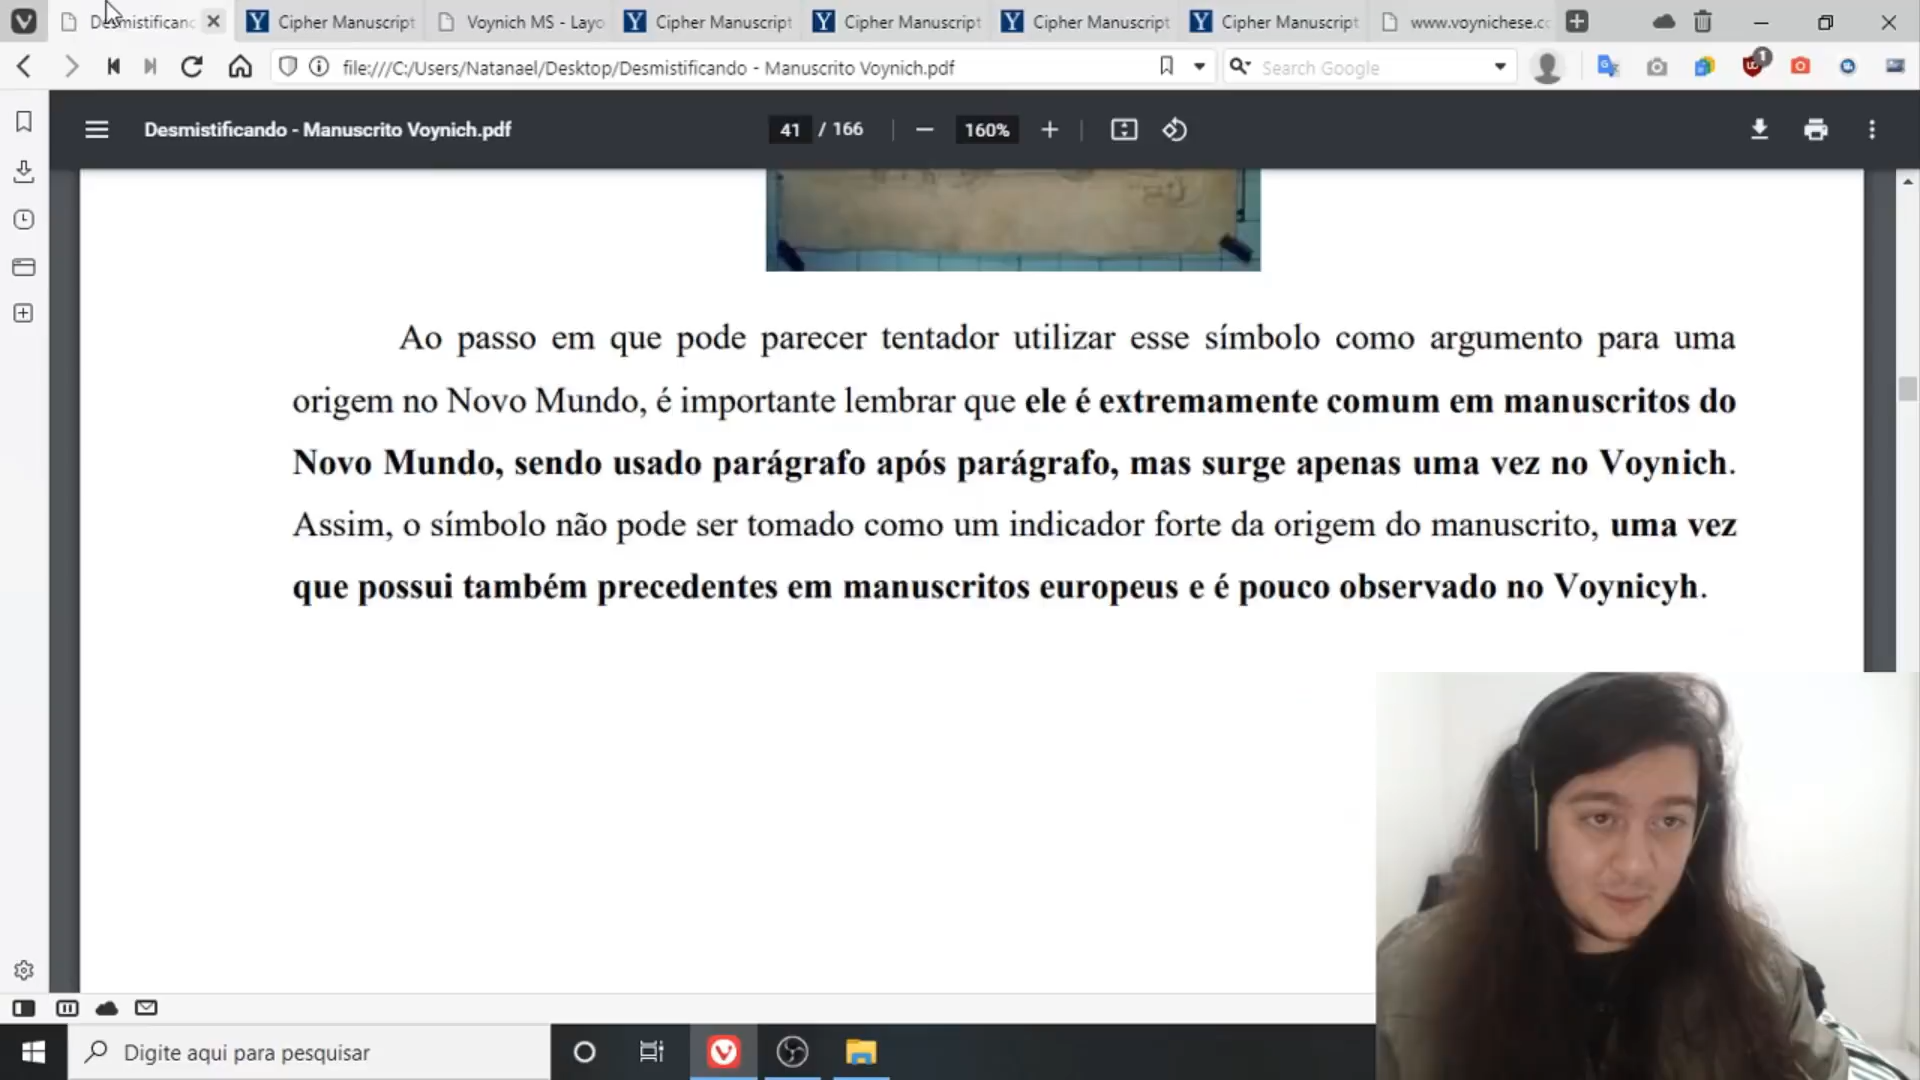 Desmistificanc
Cipher Manuscript
Voynich MS - Layo
Cipher Manuscript
Cipher Manuscript
Cipher Manuscript
Cipher Manuscript
www.voynichese.cc
file:///C:/Users/Natanael/Desktop/Desmistificando - Manuscrito Voynich.pdf
Search Google
1
Desmistificando - Manuscrito Voynich.pdf
41 / 166
160%
Ao passo em que pode parecer tentador utilizar esse símbolo como argumento para uma
origem no Novo Mundo, é importante lembrar que ele é extremamente comum em manuscritos do
Novo Mundo, sendo usado parágrafo após parágrafo, mas surge apenas uma vez no Voynich.
Assim, o símbolo não pode ser tomado como um indicador forte da origem do manuscrito, uma vez
que possui também precedentes em manuscritos europeus e é pouco observado no Voynicyh.
Digite aqui para pesquisar